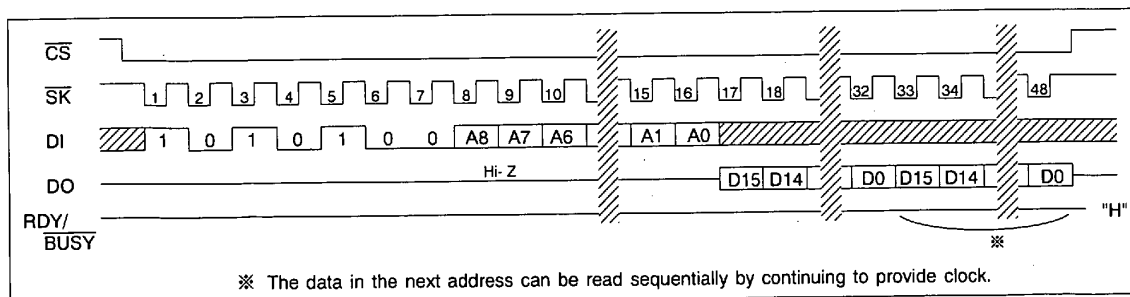 CS
SK 1 2 3 4 5 6 7 8 9 10 15 16 17 18 32 33 34 48
DI 1 0 1 0 1 0 0 A8 A7 A6 A1 A0
DO Hi-Z D15 D14 D0 D15 D14 D0
RDY/
BUSY "H"
※
※ The data in the next address can be read sequentially by continuing to provide clock.